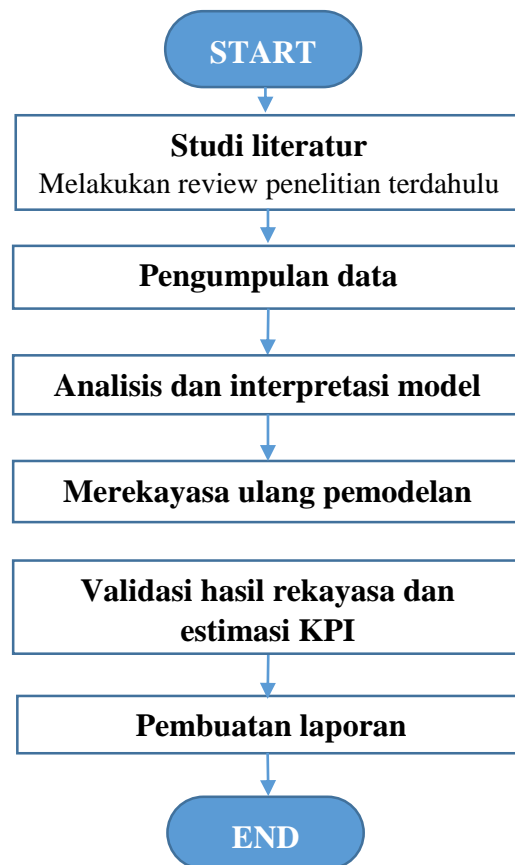 START
Studi literatur
Melakukan review penelitian terdahulu
Pengumpulan data
Analisis dan interpretasi model
Merekayasa ulang pemodelan
Validasi hasil rekayasa dan
estimasi KPI
Pembuatan laporan
END